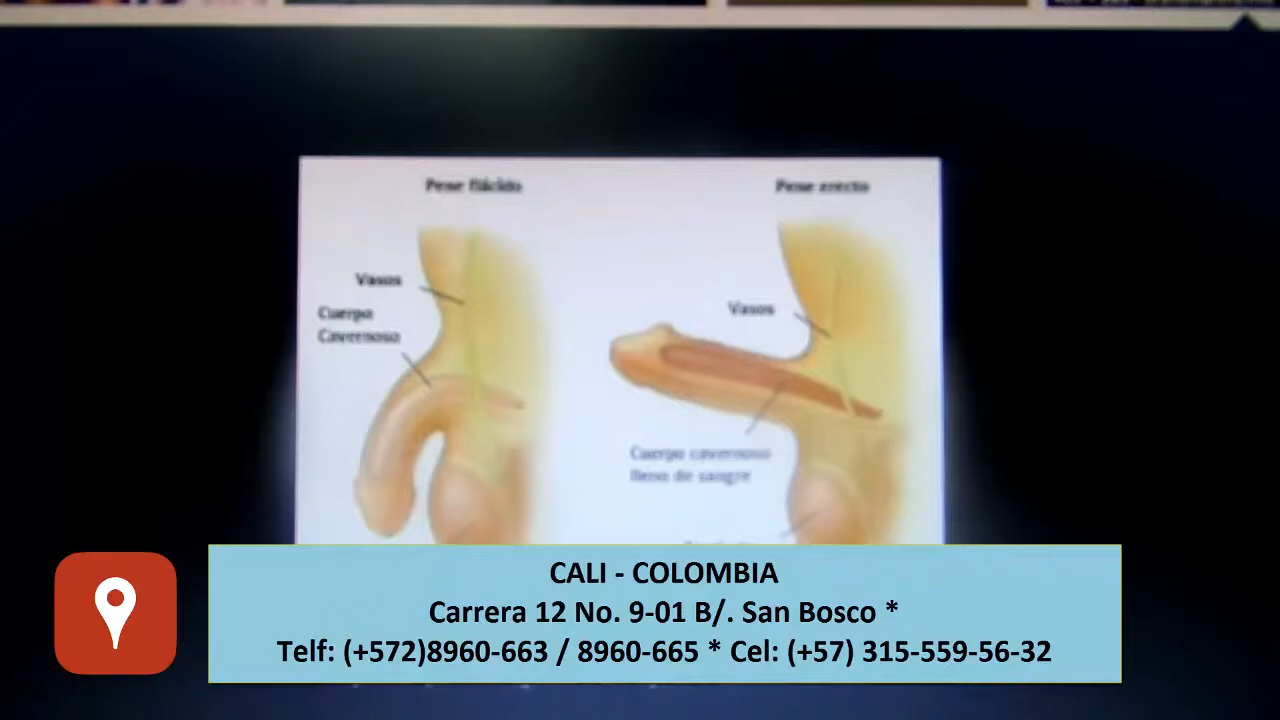 Pene flácido
Pene erecto
Vasos
Cuerpo
Cavernoso
Vasos
Cuerpo cavernoso
lleno de sangre
CALI - COLOMBIA
Carrera 12 No. 9-01 B/. San Bosco *
Telf: (+572)8960-663 / 8960-665 * Cel: (+57) 315-559-56-32